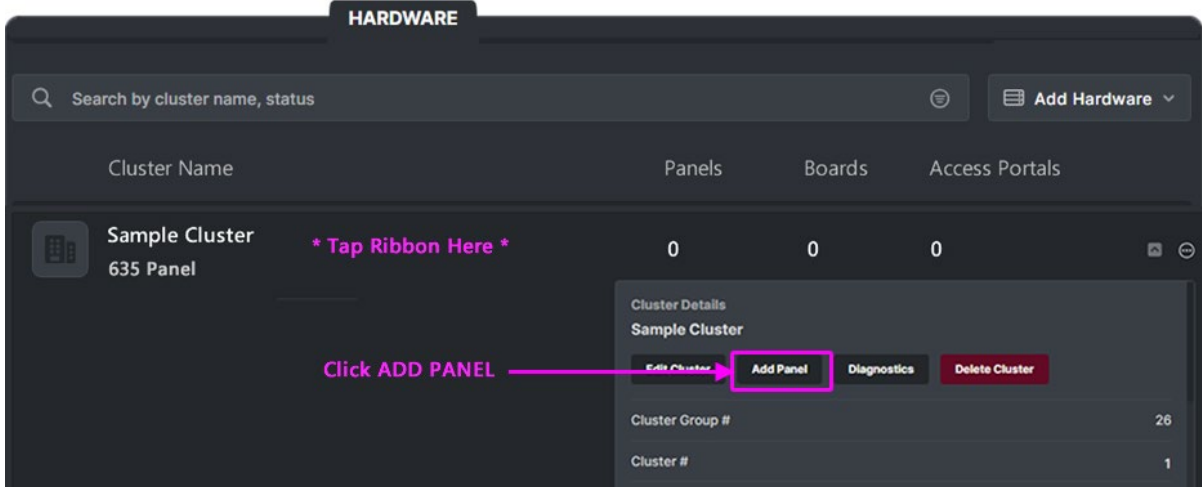 HARDWARE
Search by cluster name, status
Add Hardware
Cluster Name Panels Boards Access Portals
Sample Cluster * Tap Ribbon Here * 0 0 0
635 Panel
Cluster Details
Sample Cluster
Click ADD PANEL Edit Cluster Add Panel Diagnostics Delete Cluster
Cluster Group # 26
Cluster # 1